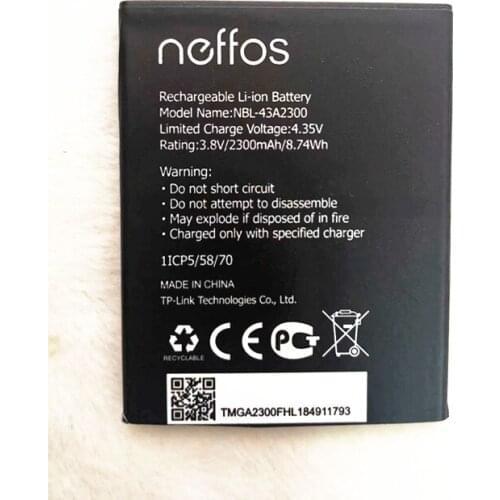 neffos
Rechargeable Li-ion Battery
Model Name:NBL-43A2300
Limited Charge Voltage:4.35V
Rating:3.8V/2300mAh/8.74Wh
Warning:
• Do not short circuit
• Do not attempt to disassemble
• May explode if disposed of in fire
• Charged only with specified charger
1ICP5/58/70
MADE IN CHINA
TP-Link Technologies Co., Ltd.
RECYCLABLE
TMGA2300FHL184911793